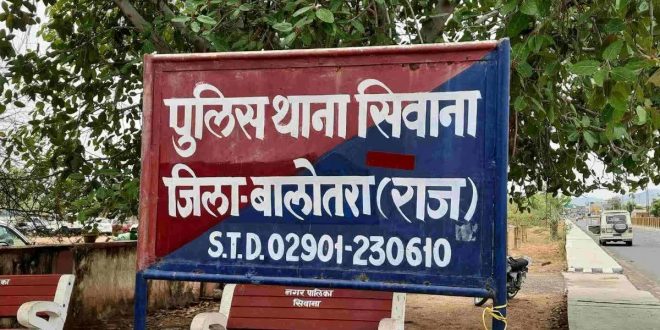 पुलिस थाना सिवाना
जिला-बालोतरा (राज)
S.T.D. 02901-230610
नगर पालिका
सिवाना